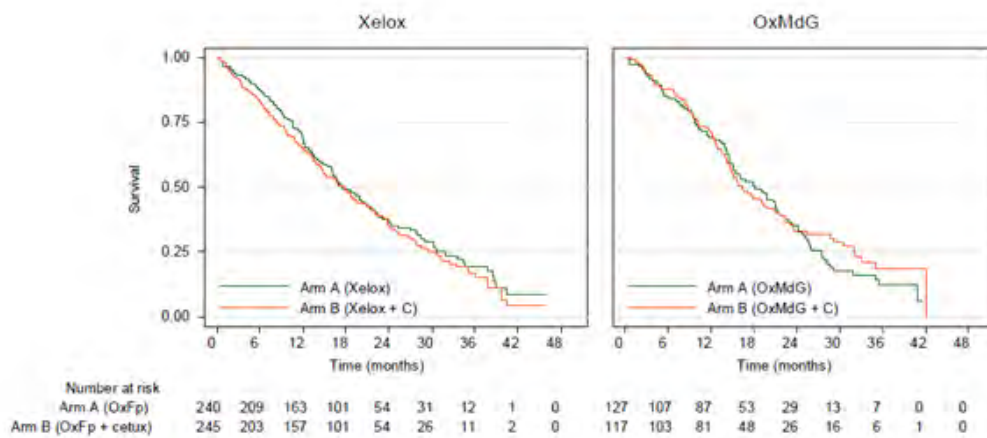 Xelox OxMdG
1.00
0.75
0.50
0.25
0.00
Survival
Arm A (Xelox)
Arm B (Xelox + C)
Arm A (OxMdG)
Arm B (OxMdG + C)
0 6 12 18 24 30 36 42 48 0 6 12 18 24 30 36 42 48
Time (months) Time (months)
Number at risk
Arm A (OxFp) 240 209 163 101 54 31 12 1 0 127 107 87 53 29 13 7 0 0
Arm B (OxFp + cetux) 245 203 157 101 54 26 11 2 0 117 103 81 48 26 16 6 1 0